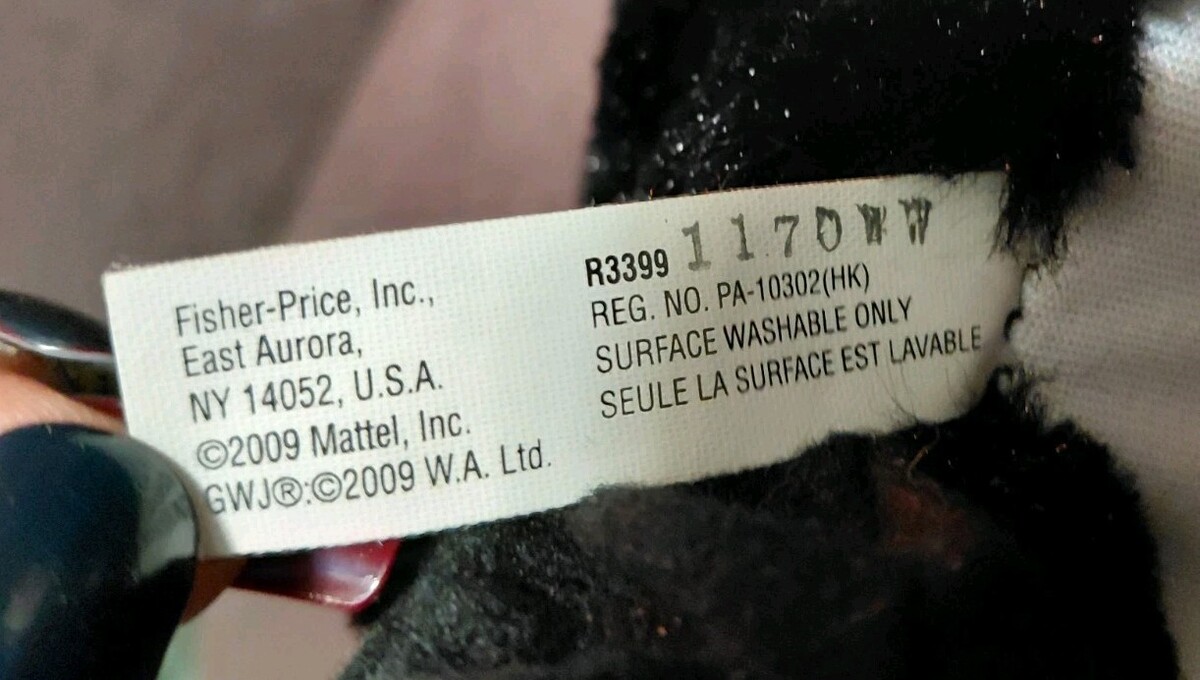 Fisher-Price, Inc.,
East Aurora,
NY 14052, U.S.A.
©2009 Mattel, Inc.
GWJ®:©2009 W.A. Ltd.
R3399 1170WW
REG. NO. PA-10302(HK)
SURFACE WASHABLE ONLY
SEULE LA SURFACE EST LAVABLE